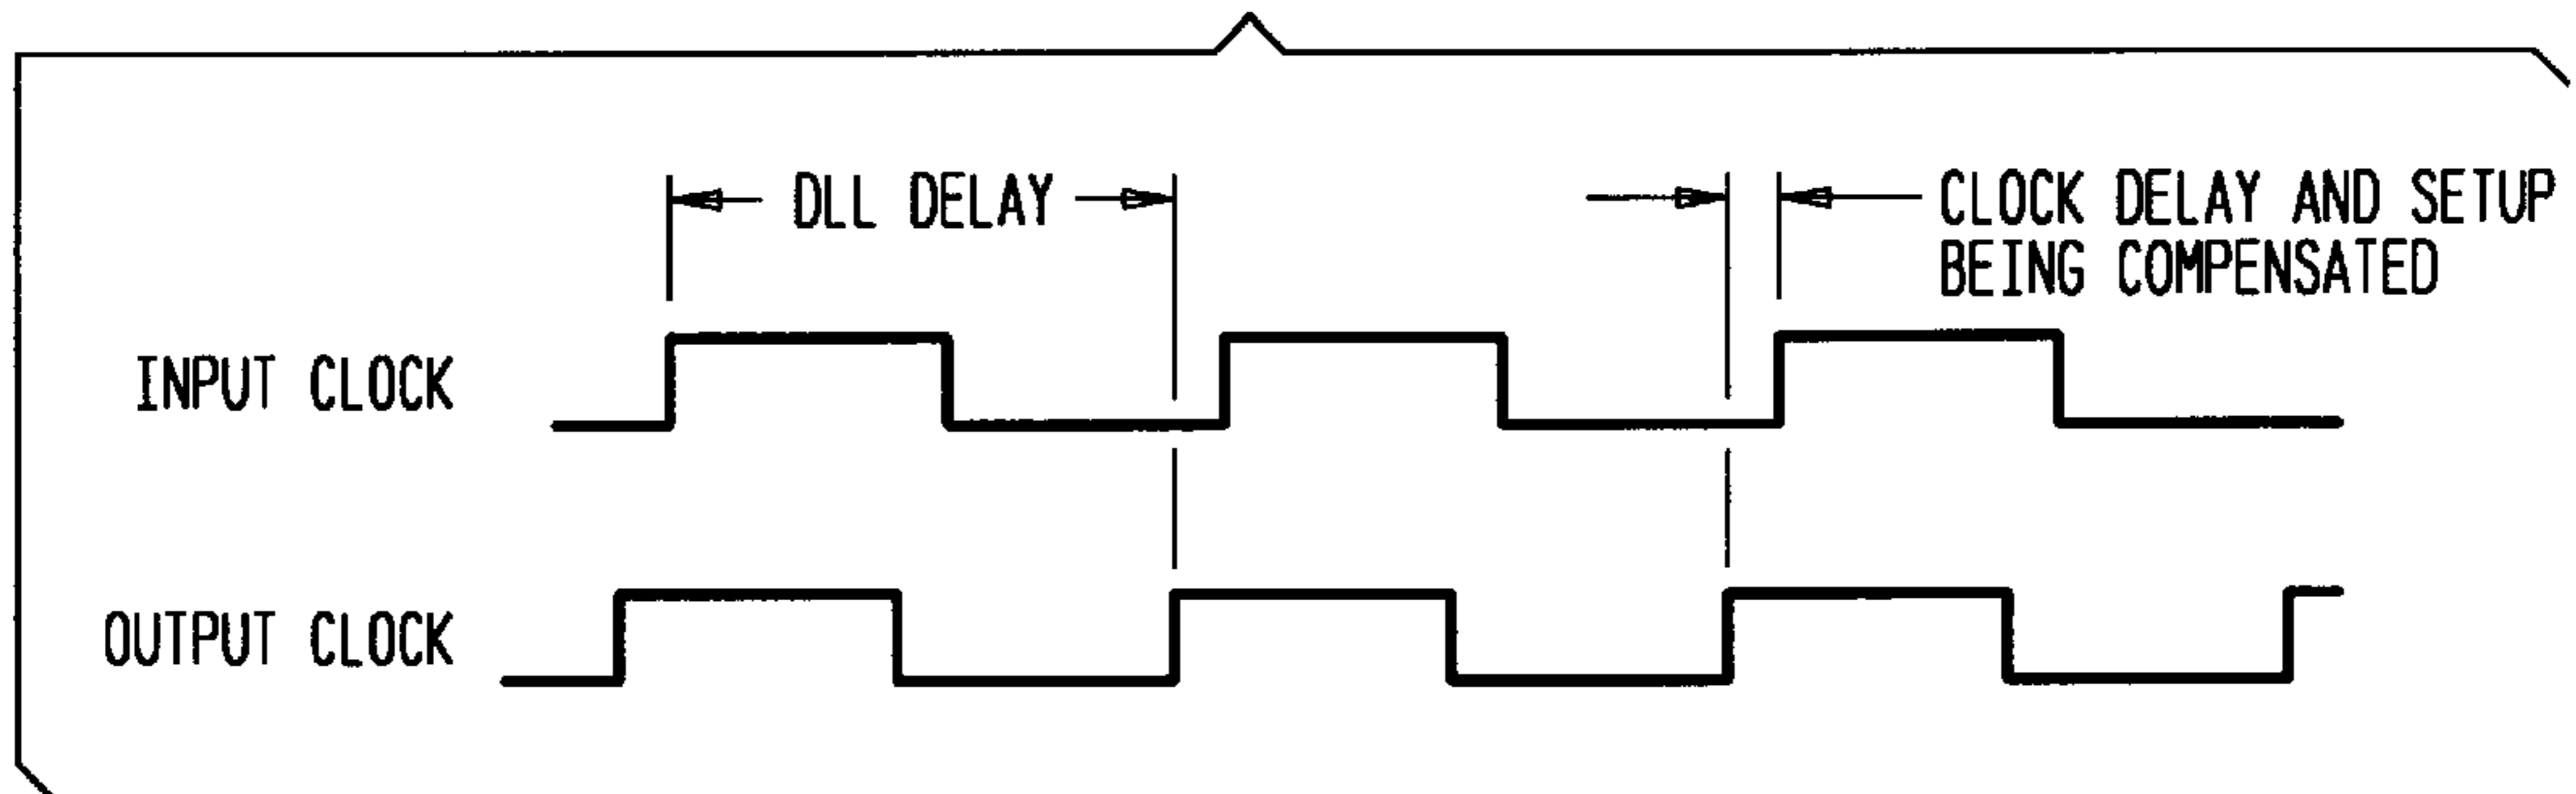 DLL DELAY
CLOCK DELAY AND SETUP
BEING COMPENSATED
INPUT CLOCK
OUTPUT CLOCK